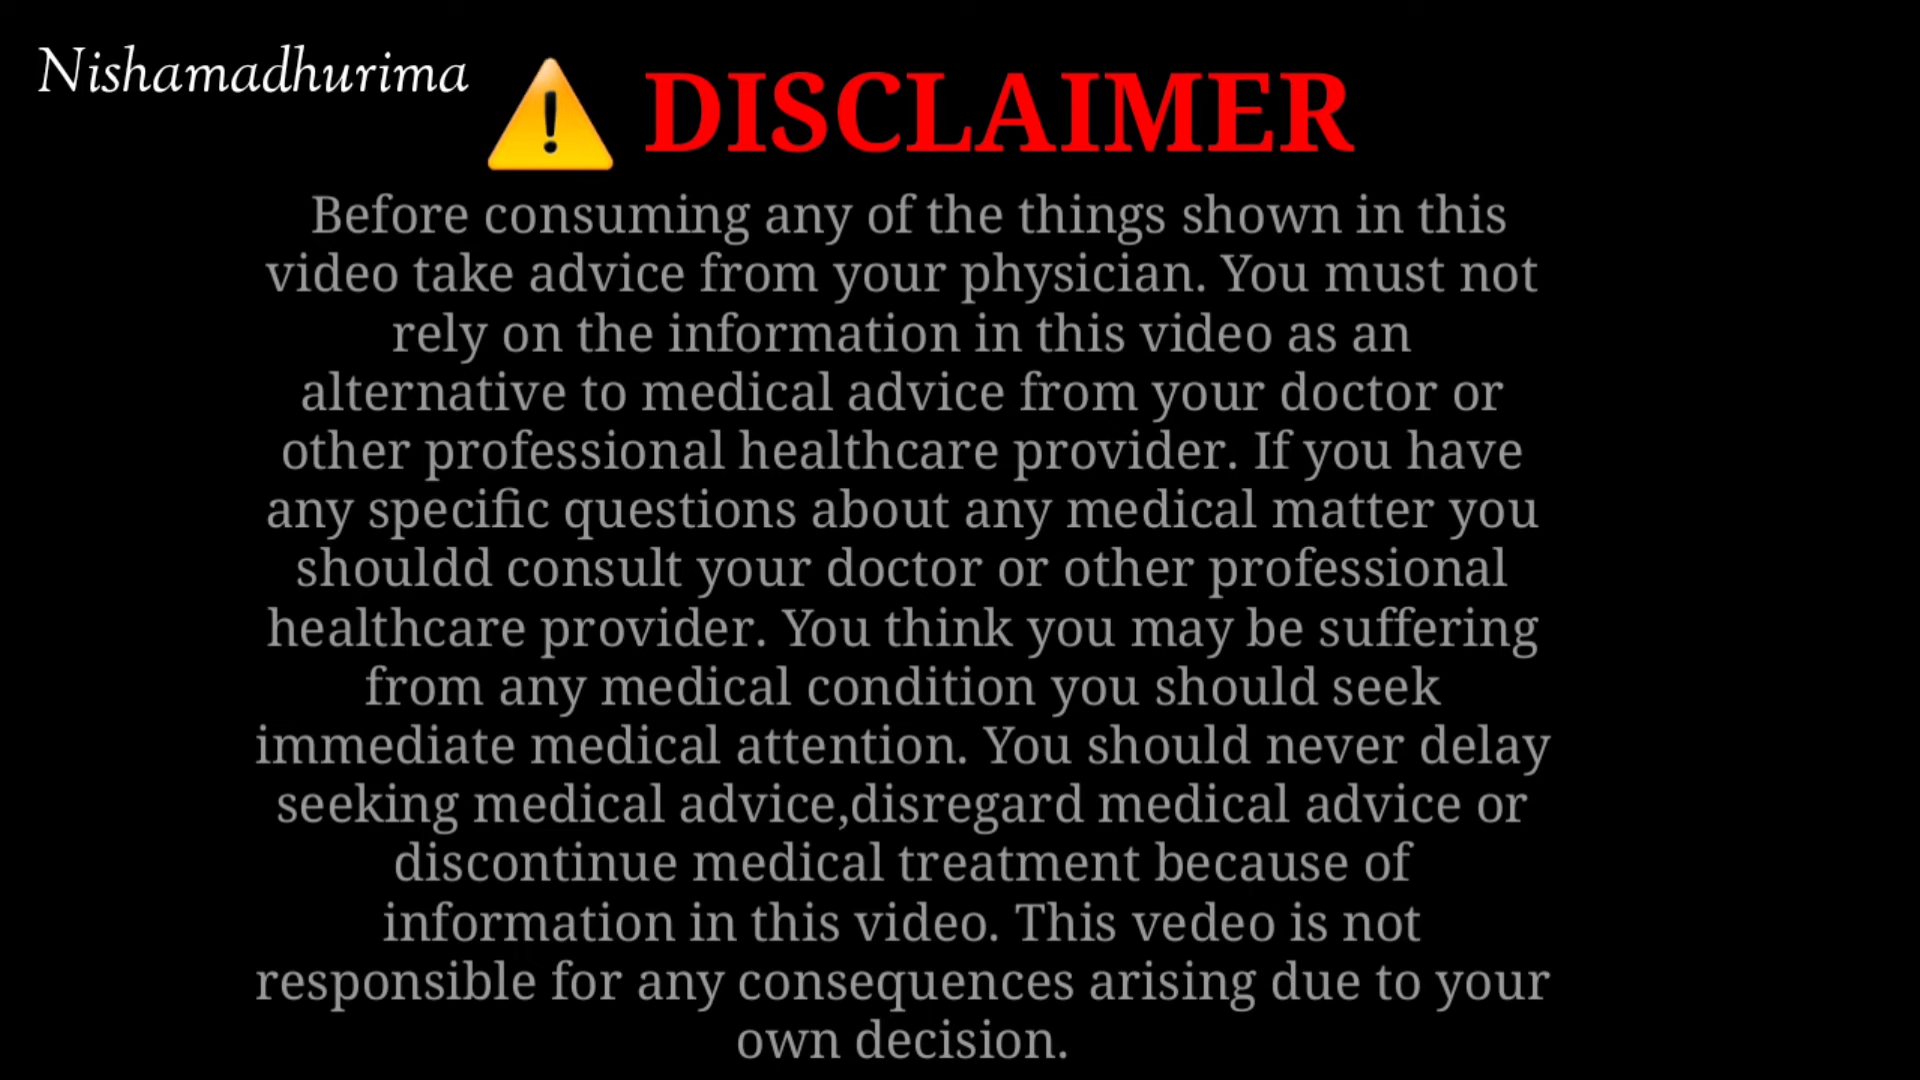 Nishamadhurima
⚠️ DISCLAIMER
Before consuming any of the things shown in this
video take advice from your physician. You must not
rely on the information in this video as an
alternative to medical advice from your doctor or
other professional healthcare provider. If you have
any specific questions about any medical matter you
shouldd consult your doctor or other professional
healthcare provider. You think you may be suffering
from any medical condition you should seek
immediate medical attention. You should never delay
seeking medical advice,disregard medical advice or
discontinue medical treatment because of
information in this video. This vedeo is not
responsible for any consequences arising due to your
own decision.